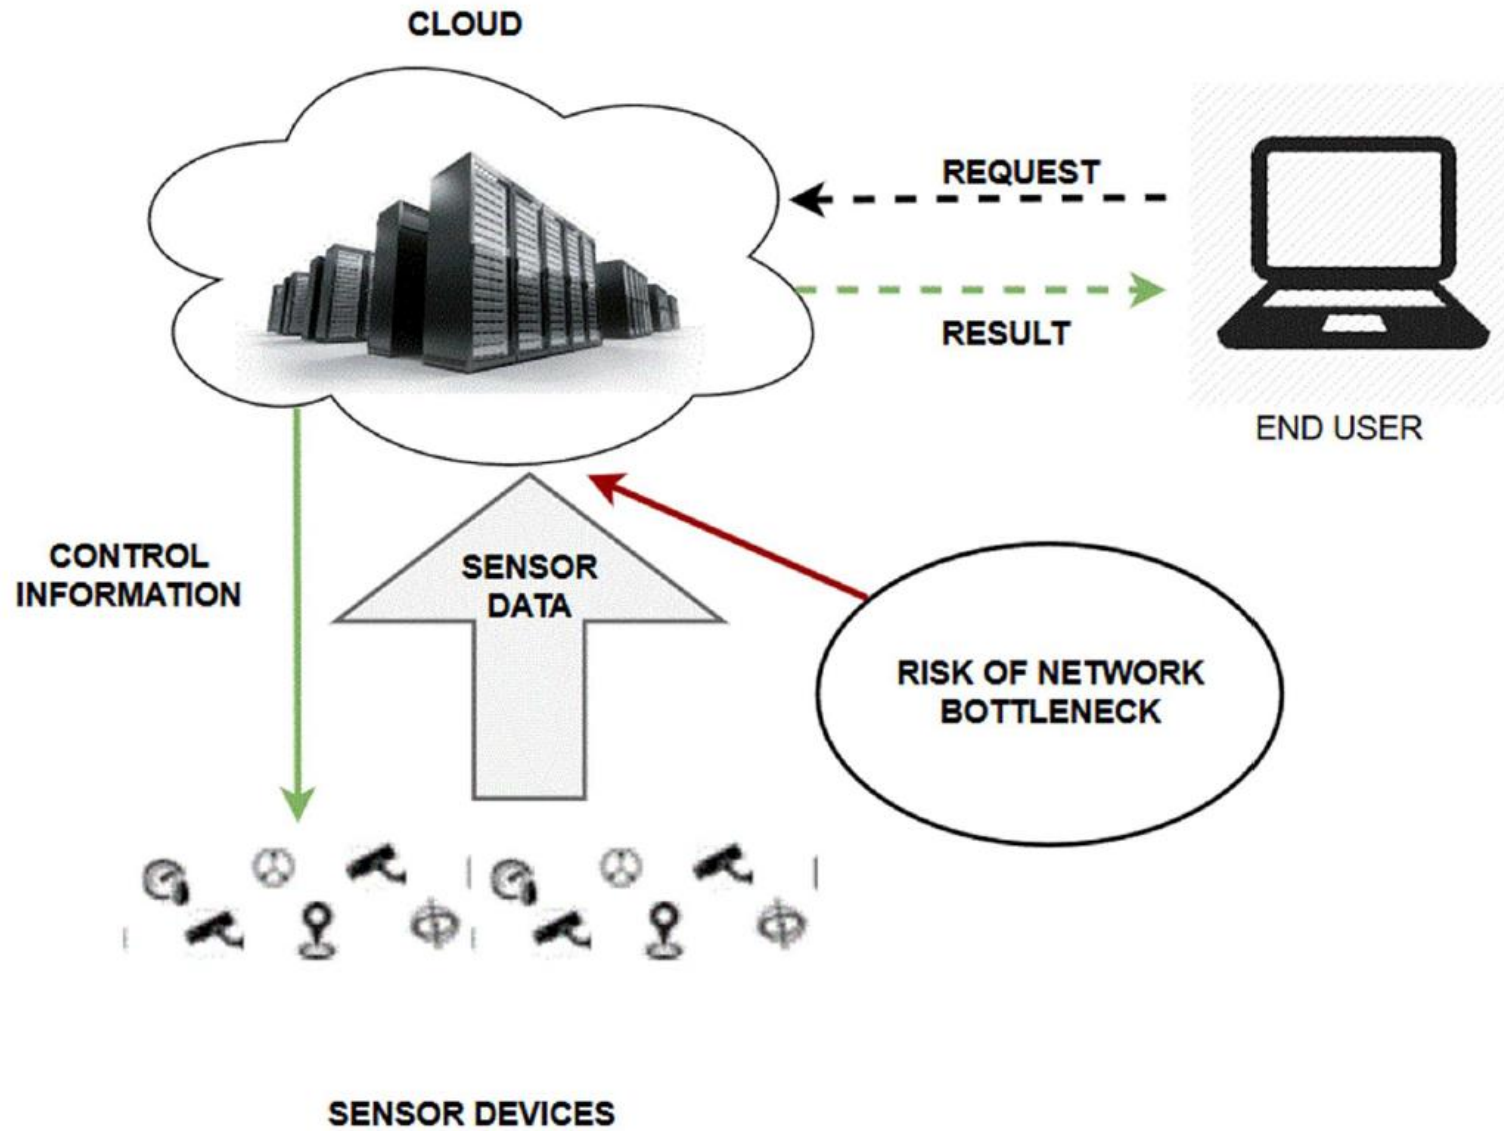 CLOUD
REQUEST
RESULT
END USER
CONTROL
INFORMATION
SENSOR
DATA
RISK OF NETWORK
BOTTLENECK
SENSOR DEVICES